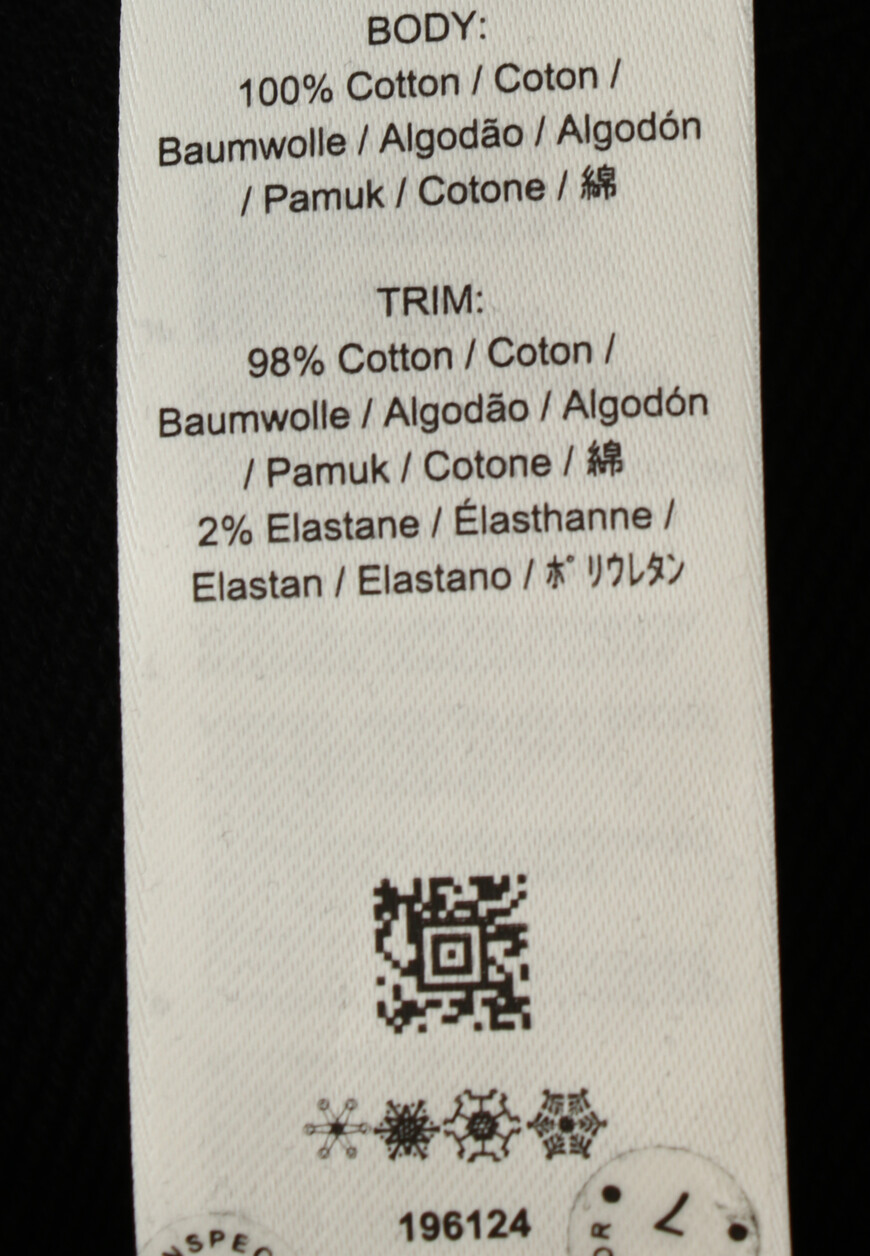 BODY:
100% Cotton / Coton /
Baumwolle / Algodão / Algodón
/ Pamuk / Cotone / 綿
TRIM:
98% Cotton / Coton /
Baumwolle / Algodão / Algodón
/ Pamuk / Cotone / 綿
2% Elastane / Élasthanne /
Elastan / Elastano / ポリウレタン
196124
7